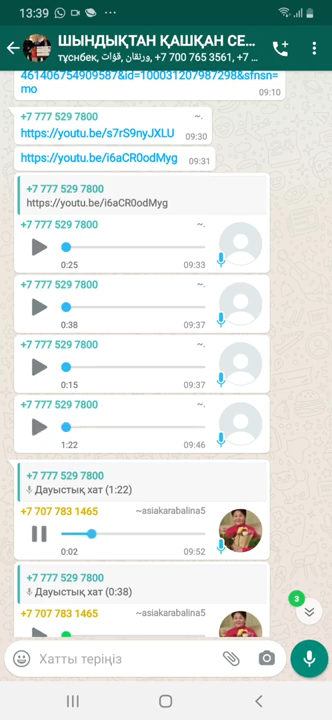 13:39
ШЫНДЫҚТАН ҚАШҚАН СЕ...
тұснбек, ورتقان, قۇات, +7 700 765 3561, +7 ...
461406754909587&id=100031207987298&sfnsn=
mo
09:10
+7 777 529 7800 ~.
https://youtu.be/s7rS9nyJXLU 09:30
https://youtu.be/i6aCR0odMyg 09:31
+7 777 529 7800
https://youtu.be/i6aCR0odMyg
+7 777 529 7800 ~.
0:25 09:33
+7 777 529 7800 ~.
0:38 09:37
+7 777 529 7800 ~.
0:15 09:37
+7 777 529 7800 ~.
1:22 09:46
+7 777 529 7800
Дауыстық хат (1:22)
+7 707 783 1465 ~asiakarabalina5
0:02 09:52
+7 777 529 7800
Дауыстық хат (0:38)
+7 707 783 1465 ~asiakarabalina5
3
Хатты теріңіз